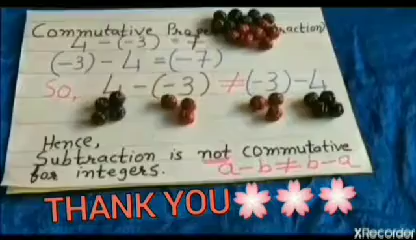 Commutative Prope raction)
4 - (-3) = 7
(-3) - 4 = (-7)
So, 4 - (-3) ≠ (-3) - 4
Hence,
Subtraction is not commutative
for integers. a - b ≠ b - a
THANK YOU🌸🌸🌸
XRecorder